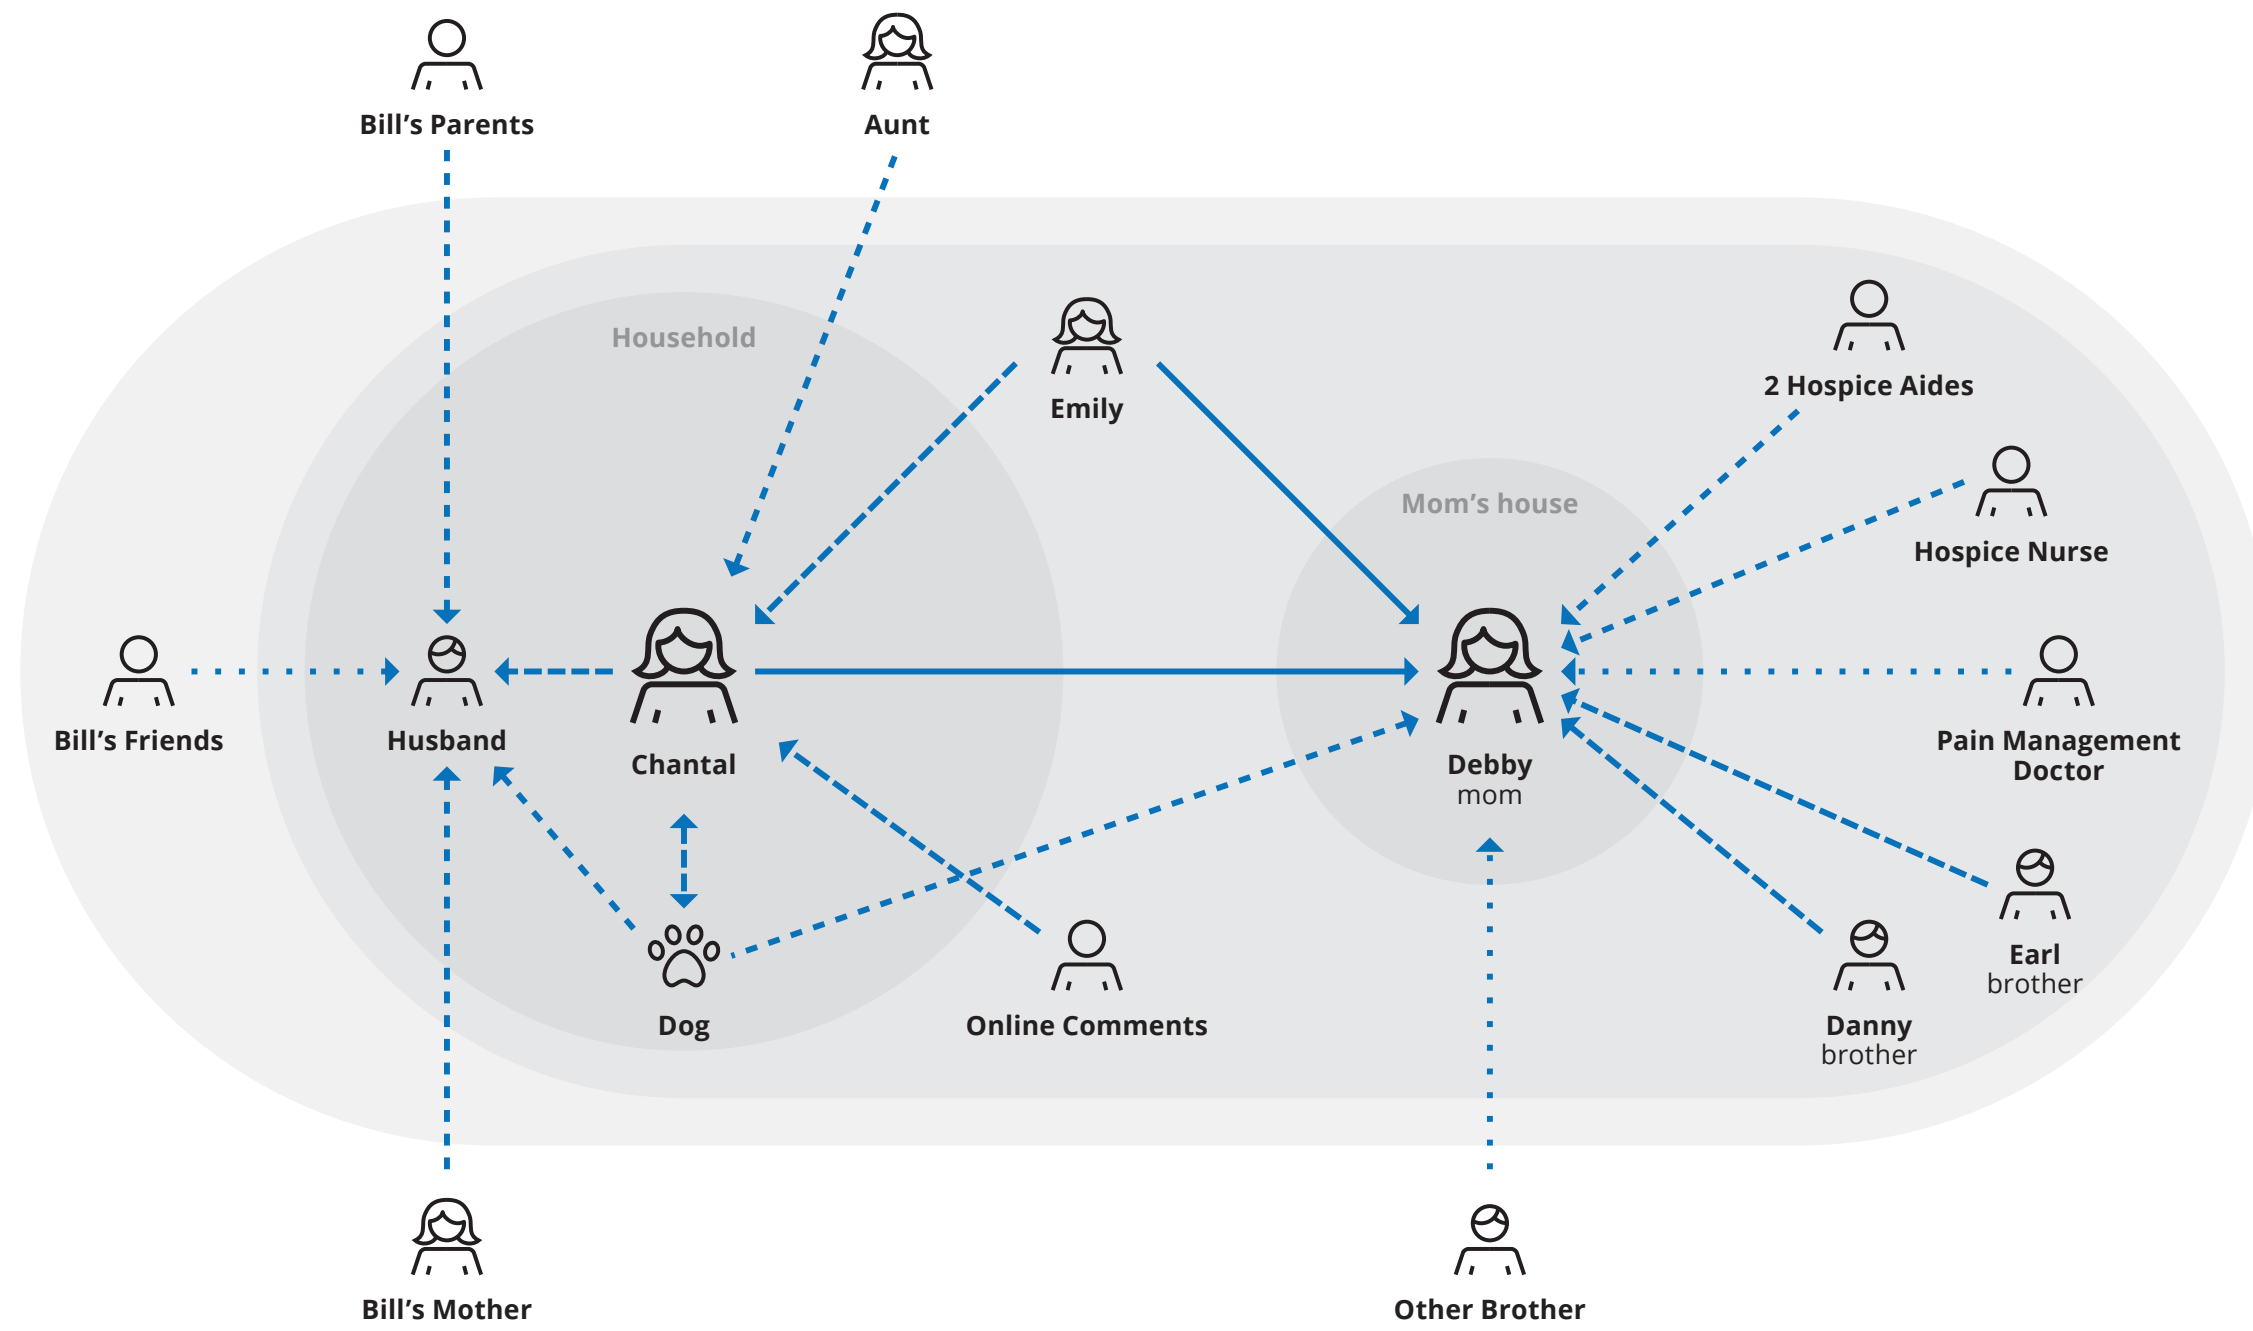 Bill’s Parents
Aunt
Household
Emily
2 Hospice Aides
Mom’s house
Hospice Nurse
Bill’s Friends
Husband
Chantal
Debby
mom
Pain Management
Doctor
Earl
brother
Dog
Online Comments
Danny
brother
Bill’s Mother
Other Brother